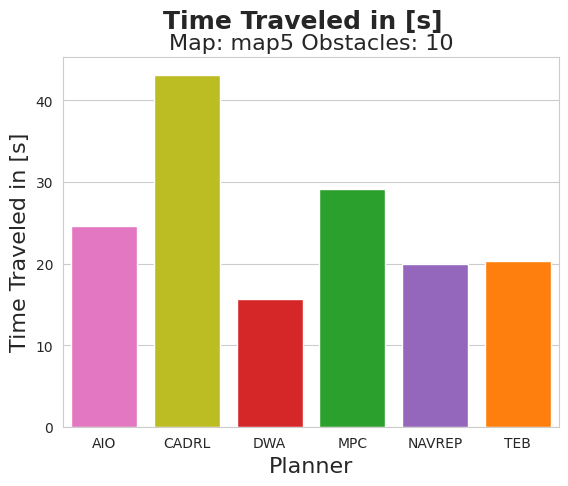 Time Traveled in [s]
Map: map5 Obstacles: 10
Time Traveled in [s]
40
30
20
10
0
AIO CADRL DWA MPC NAVREP TEB
Planner